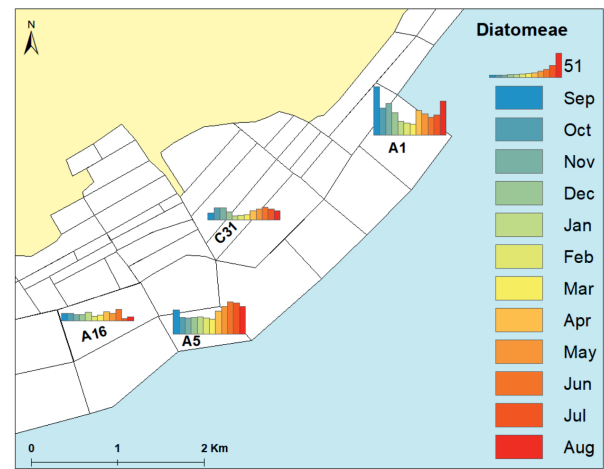 N
Diatomeae
51
Sep
Oct
Nov
Dec
Jan
Feb
Mar
Apr
May
Jun
Jul
Aug
A1
C31
A16
A5
0 1 2 Km